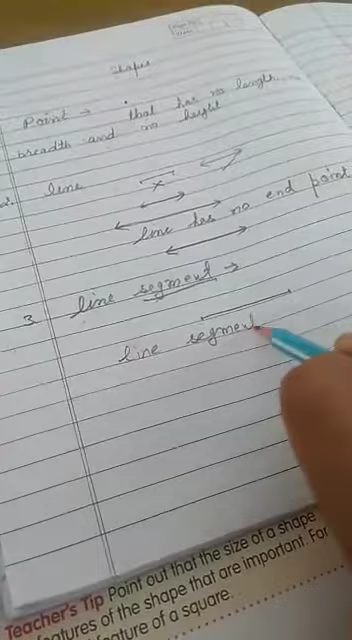 Shapes
Point → . that has no length
breadth and no height
2. line
line has no end point
3 line segment →
line segment
Teacher's Tip Point out that the size of a shape
features of the shape that are important. For
feature of a square.